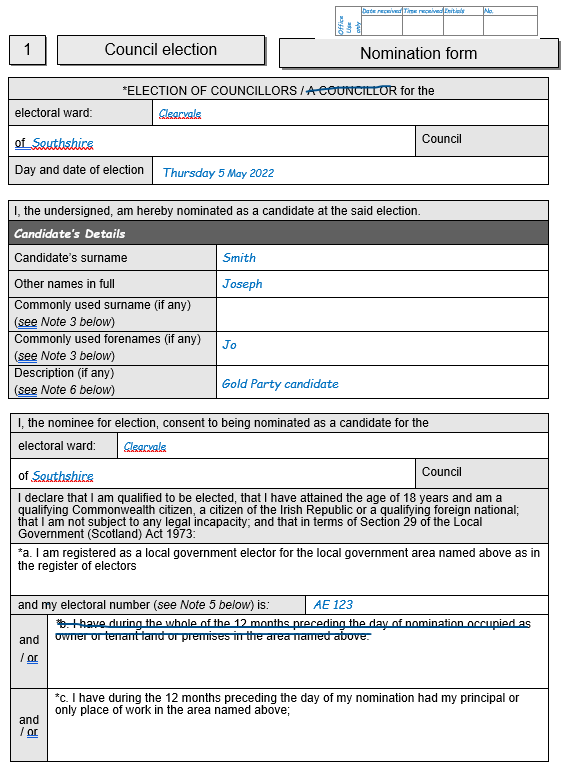 Office Use only
Date received Time received Initials No.
1
Council election
Nomination form
*ELECTION OF COUNCILLORS / A COUNCILLOR for the
electoral ward: Clearvale
of Southshire Council
Day and date of election Thursday 5 May 2022
I, the undersigned, am hereby nominated as a candidate at the said election.
Candidate's Details
Candidate's surname Smith
Other names in full Joseph
Commonly used surname (if any)
(see Note 3 below)
Commonly used forenames (if any)
(see Note 3 below) Jo
Description (if any)
(see Note 6 below) Gold Party candidate
I, the nominee for election, consent to being nominated as a candidate for the
electoral ward: Clearvale
of Southshire Council
I declare that I am qualified to be elected, that I have attained the age of 18 years and am a
qualifying Commonwealth citizen, a citizen of the Irish Republic or a qualifying foreign national;
that I am not subject to any legal incapacity; and that in terms of Section 29 of the Local
Government (Scotland) Act 1973:
*a. I am registered as a local government elector for the local government area named above as in
the register of electors
and my electoral number (see Note 5 below) is: AE 123
and
/ or
*b. I have during the whole of the 12 months preceding the day of nomination occupied as
owner or tenant land or premises in the area named above:
and
/ or
*c. I have during the 12 months preceding the day of my nomination had my principal or
only place of work in the area named above;